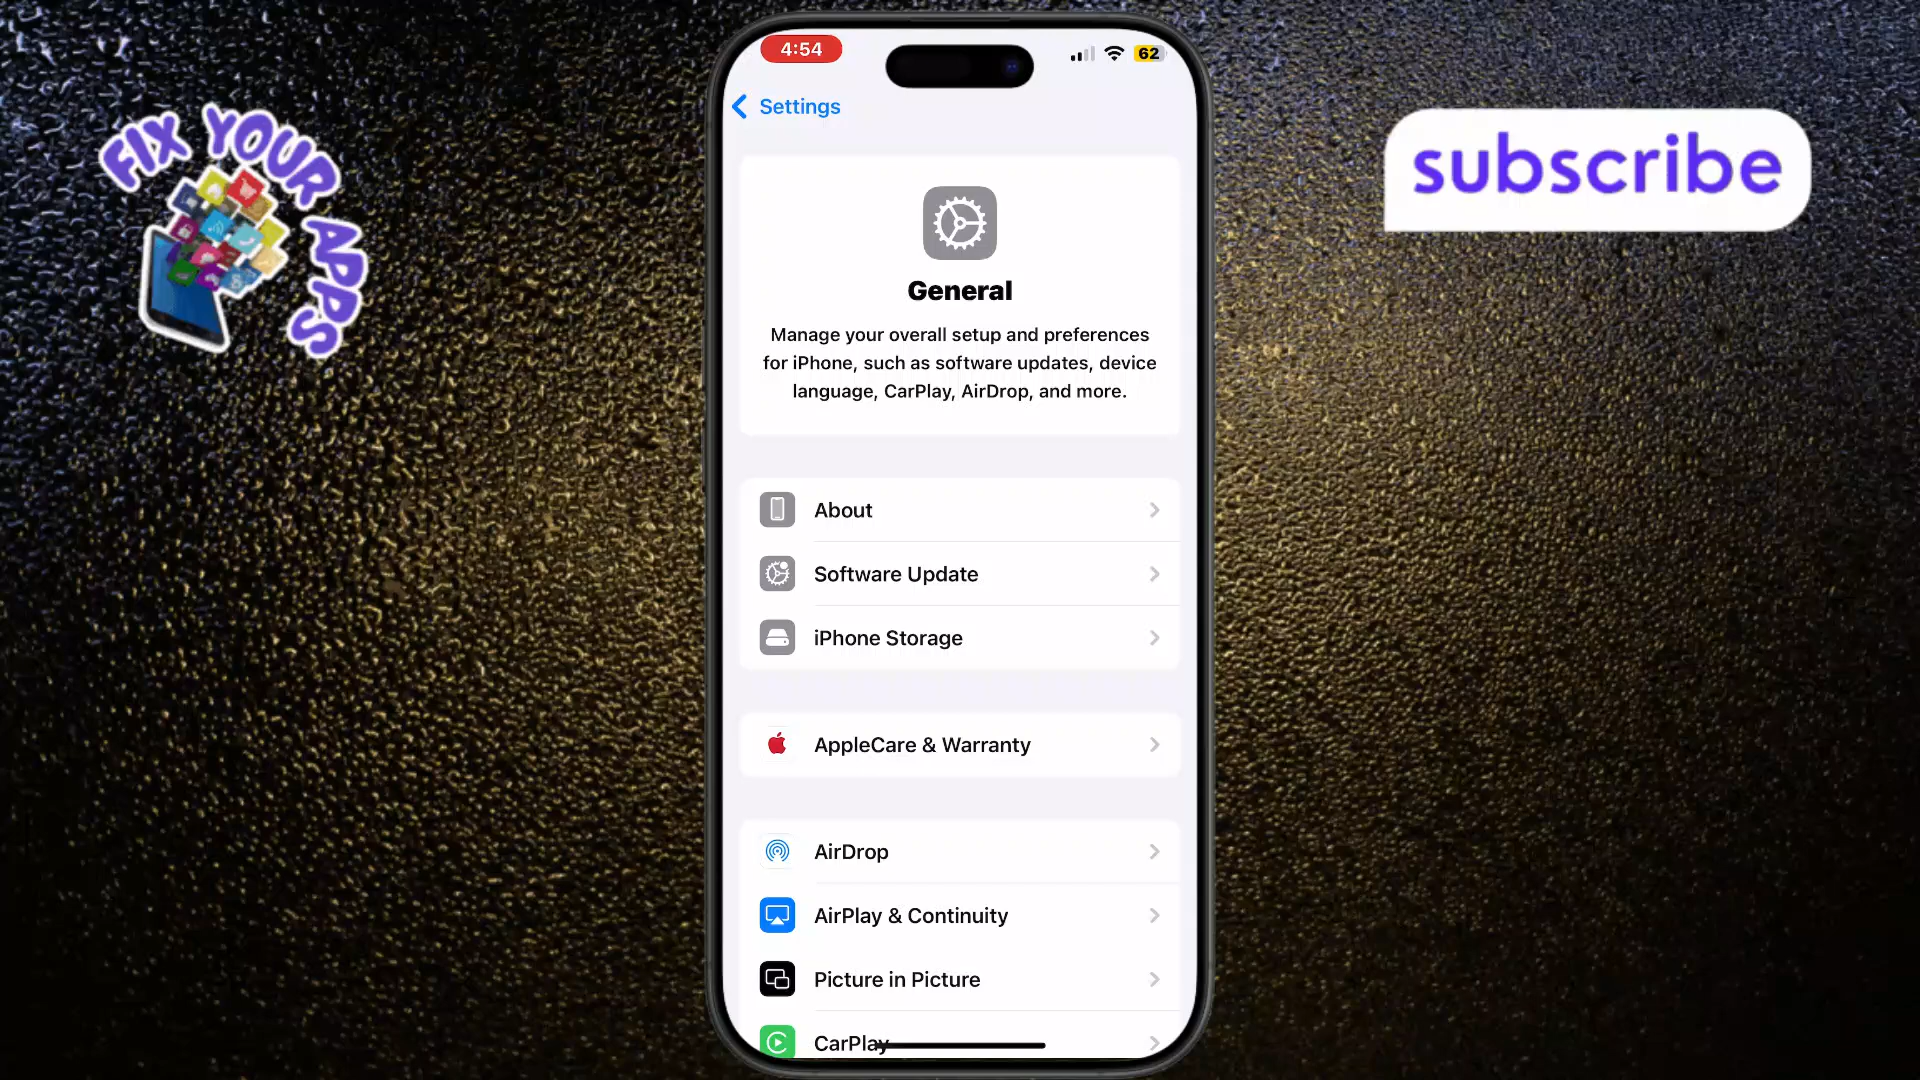 FIX YOUR APPS
subscribe
4:54
62
Settings
General
Manage your overall setup and preferences
for iPhone, such as software updates, device
language, CarPlay, AirDrop, and more.
About
Software Update
iPhone Storage
AppleCare & Warranty
AirDrop
AirPlay & Continuity
Picture in Picture
CarPlay